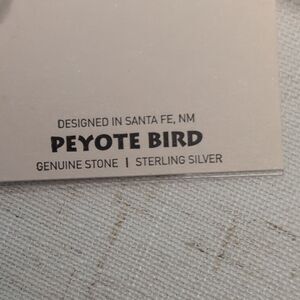 DESIGNED IN SANTA FE, NM
PEYOTE BIRD
GENUINE STONE | STERLING SILVER